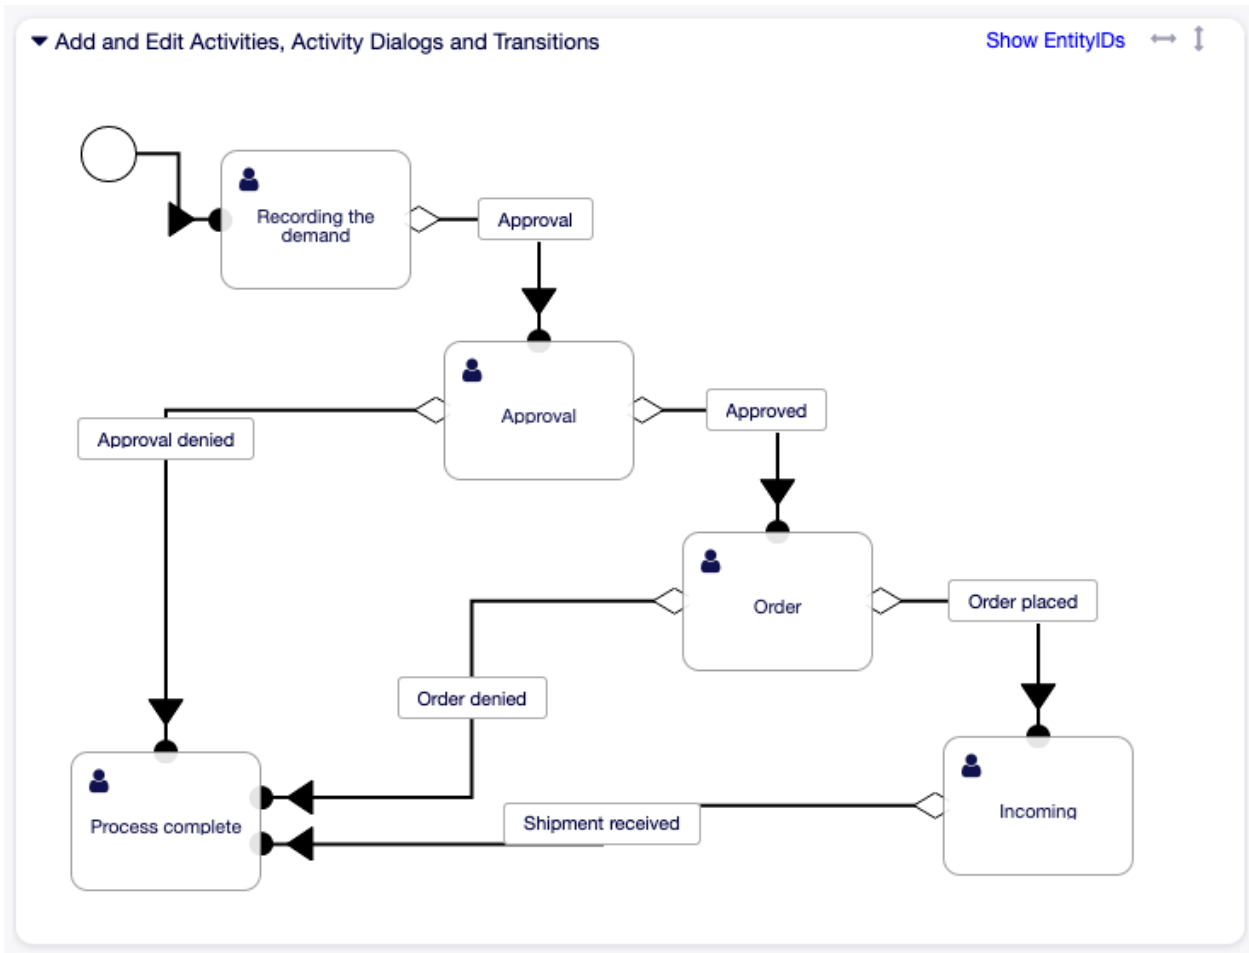 Add and Edit Activities, Activity Dialogs and Transitions
Show EntityIDs
Recording the
demand
Approval
Approval
Approved
Approval denied
Order
Order placed
Order denied
Process complete
Shipment received
Incoming